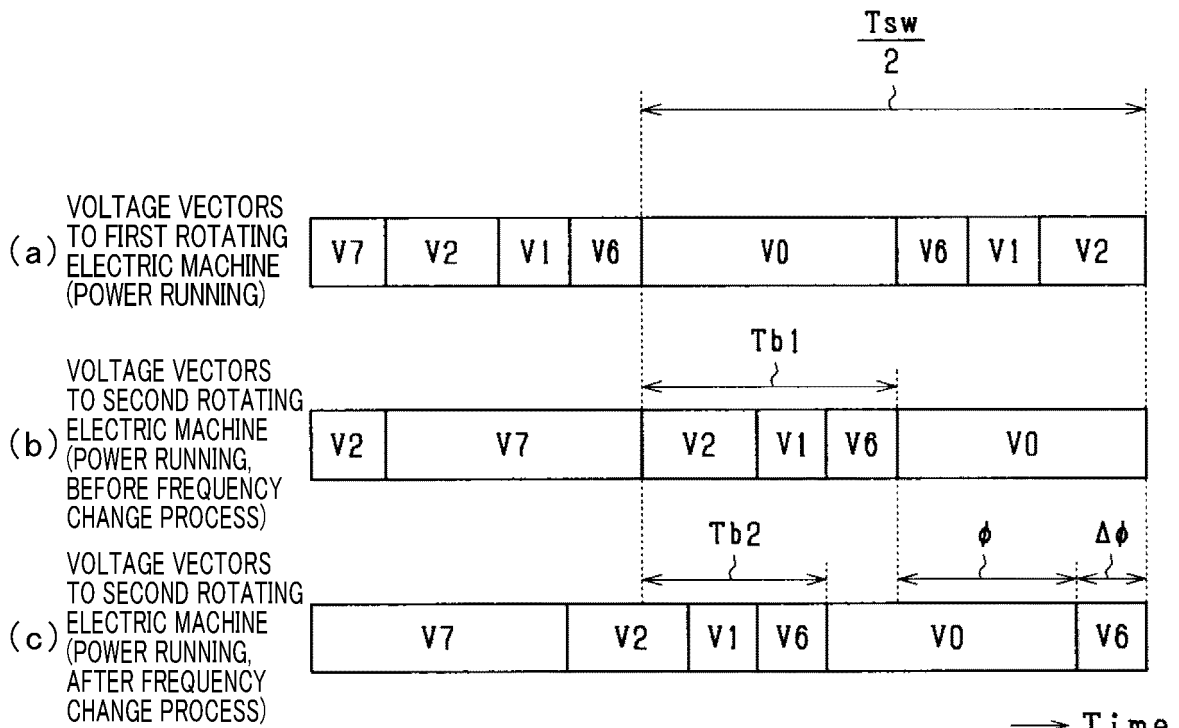 Tsw
2
(a)
VOLTAGE VECTORS
TO FIRST ROTATING
ELECTRIC MACHINE
(POWER RUNNING)
V7 V2 V1 V6 V0 V6 V1 V2
Tb1
(b)
VOLTAGE VECTORS
TO SECOND ROTATING
ELECTRIC MACHINE
(POWER RUNNING,
BEFORE FREQUENCY
CHANGE PROCESS)
V2 V7 V2 V1 V6 V0
Tb2 ϕ Δϕ
(c)
VOLTAGE VECTORS
TO SECOND ROTATING
ELECTRIC MACHINE
(POWER RUNNING,
AFTER FREQUENCY
CHANGE PROCESS)
V7 V2 V1 V6 V0 V6
Time